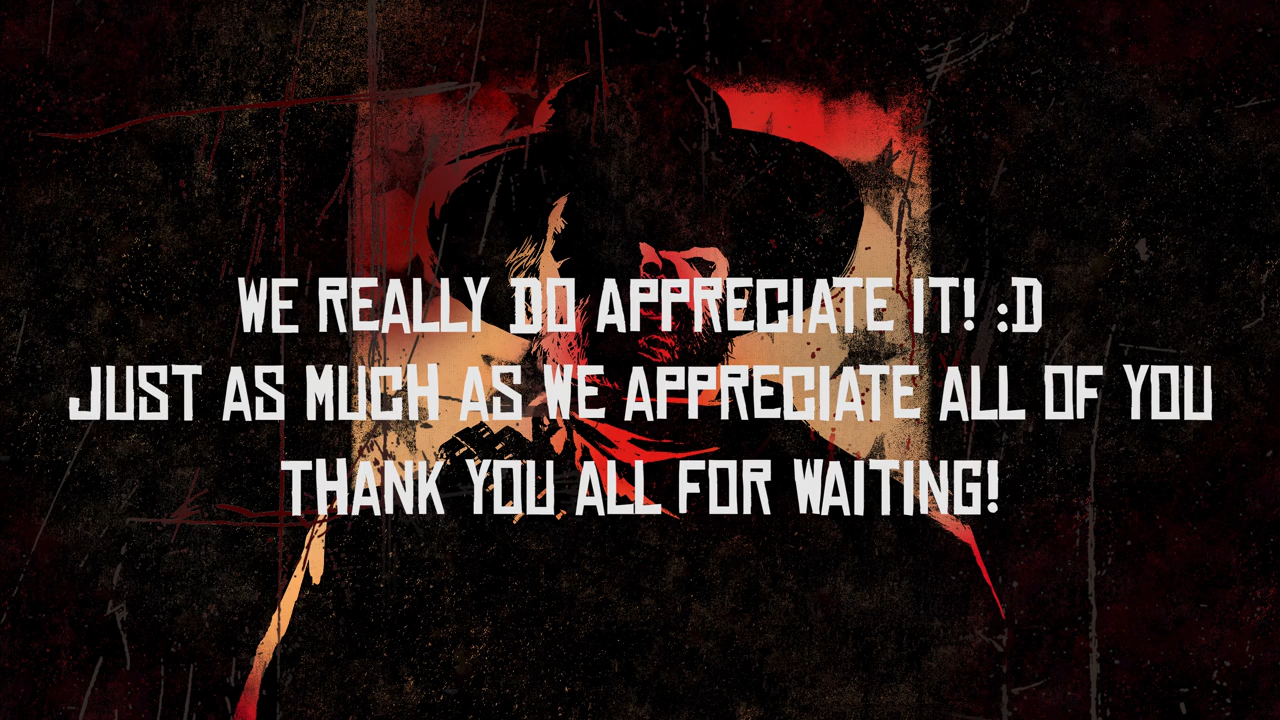 WE REALLY DO APPRECIATE IT! :D
JUST AS MUCH AS WE APPRECIATE ALL OF YOU
THANK YOU ALL FOR WAITING!